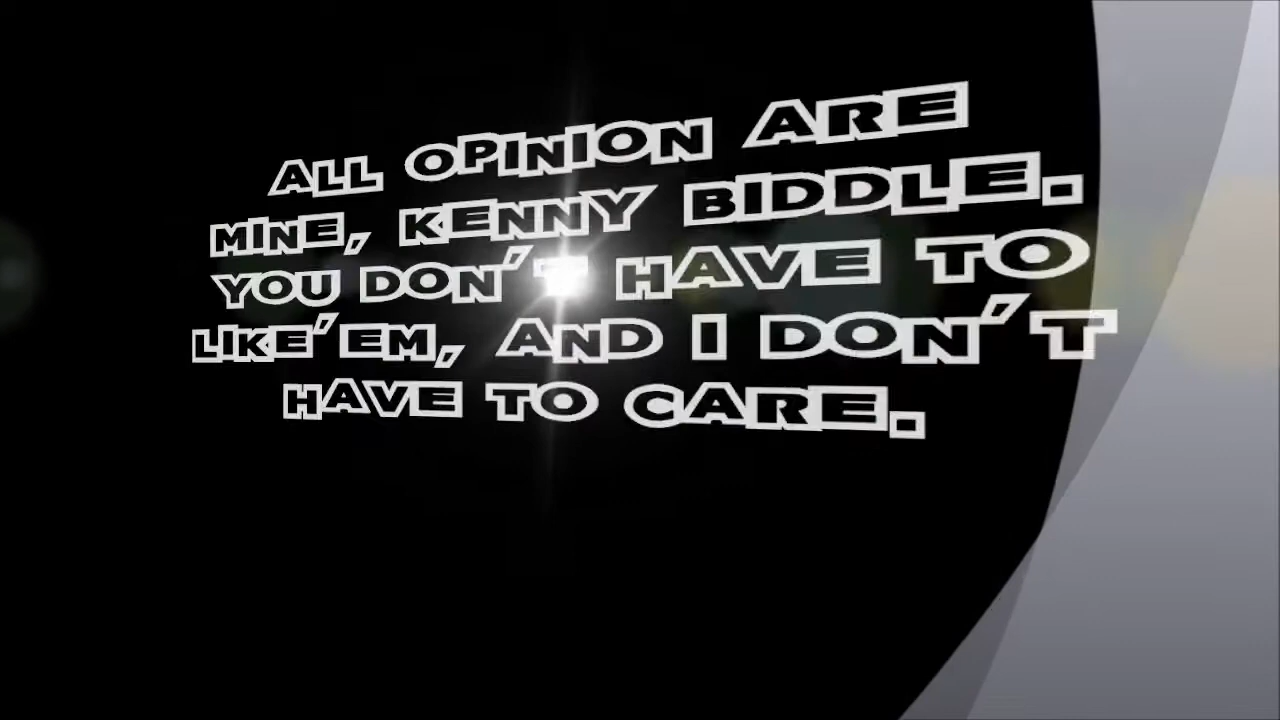 ALL OPINION ARE
MINE, KENNY BIDDLE.
YOU DON'T HAVE TO
LIKE'EM, AND I DON'T
HAVE TO CARE.